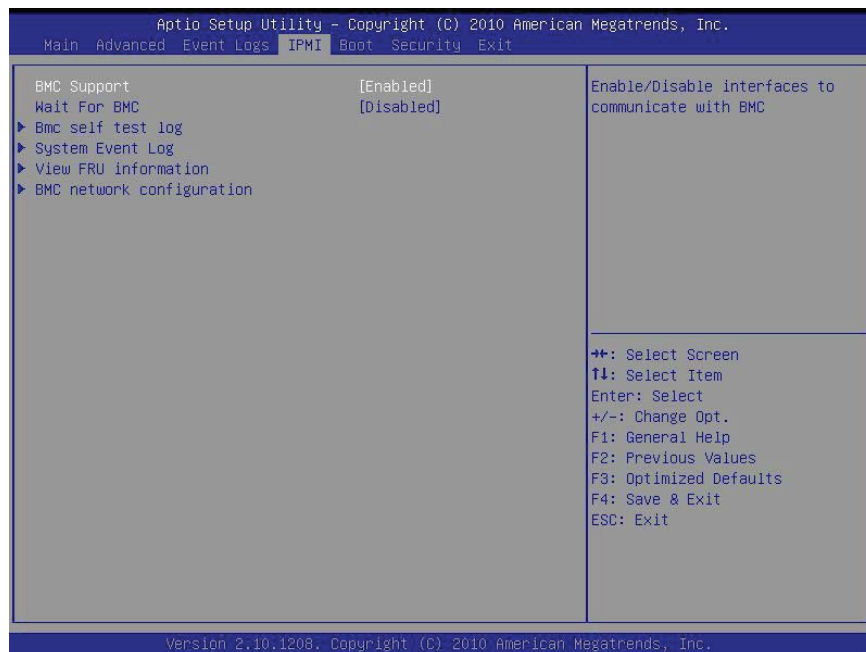 Aptio Setup Utility – Copyright (C) 2010 American Megatrends, Inc.
Main Advanced Event Logs IPMI Boot Security Exit
BMC Support [Enabled]
Wait For BMC [Disabled]
▶ Bmc self test log
▶ System Event Log
▶ View FRU information
▶ BMC network configuration
Enable/Disable interfaces to
communicate with BMC
→←: Select Screen
↑↓: Select Item
Enter: Select
+/-: Change Opt.
F1: General Help
F2: Previous Values
F3: Optimized Defaults
F4: Save & Exit
ESC: Exit
Version 2.10.1208. Copyright (C) 2010 American Megatrends, Inc.